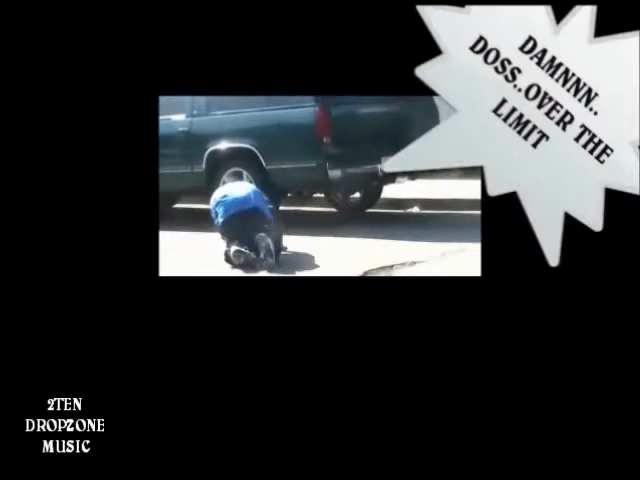 DAMNNN..
DOSS..OVER THE
LIMIT
2TEN
DROPZONE
MUSIC